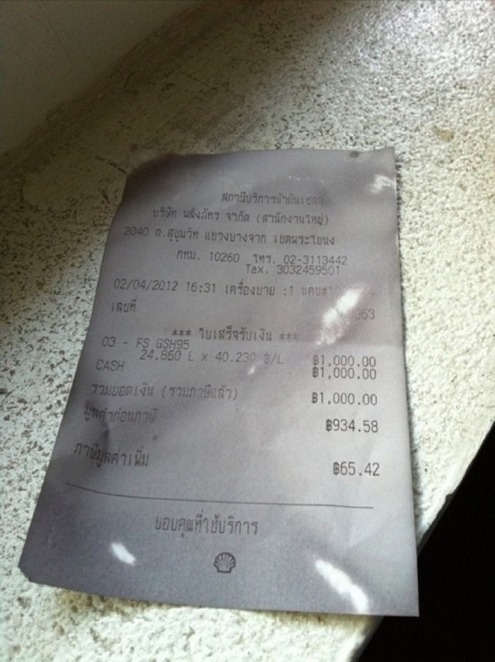 สถานีบริการน้ำมันเชลล์
บริษัท พลังภัทร จำกัด (สำนักงานใหญ่)
2040 ถ.สุขุมวิท แขวงบางจาก เขตพระโขนง
กทม. 10260 โทร. 02-3113442
Tax. 3032459501
02/04/2012 16:31 เครื่องขาย :1
เลขที่
*** ใบเสร็จรับเงิน ***
03 - FS GSH95
24.860 L x 40.230 ฿/L ฿1,000.00
CASH ฿1,000.00
รวมยอดเงิน (รวมภาษีแล้ว) ฿1,000.00
มูลค่าก่อนภาษี ฿934.58
ภาษีมูลค่าเพิ่ม ฿65.42
ขอบคุณที่ใช้บริการ